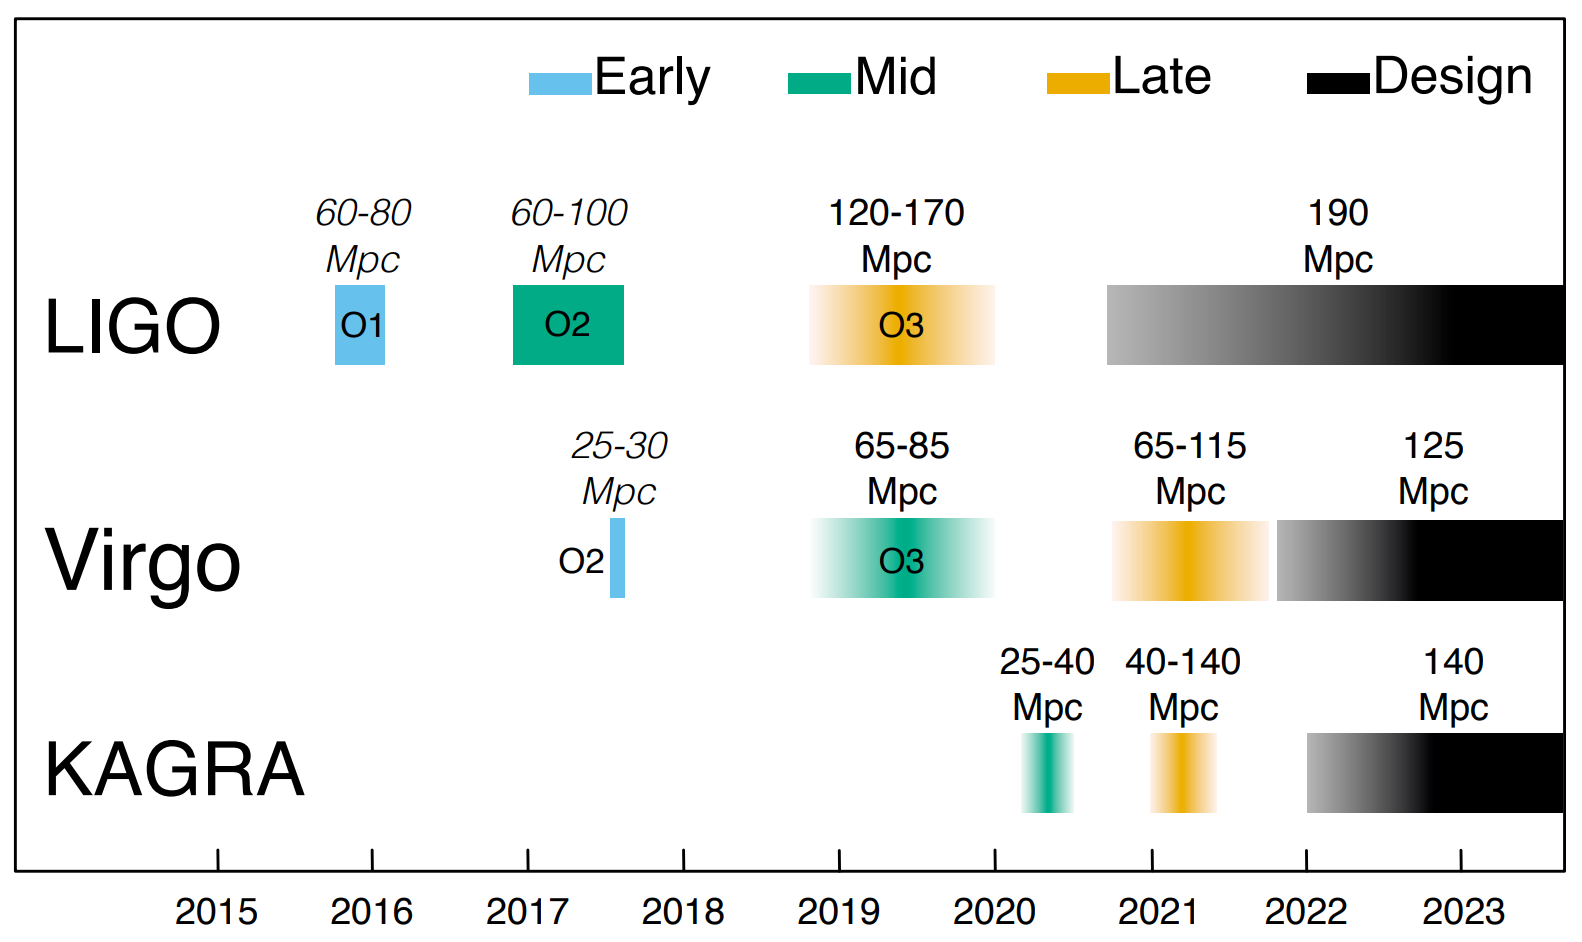 Early Mid Late Design
60-80 60-100 120-170 190
Mpc Mpc Mpc Mpc
LIGO O1 O2 O3
25-30 65-85 65-115 125
Mpc Mpc Mpc Mpc
Virgo O2 O3
25-40 40-140 140
Mpc Mpc Mpc
KAGRA
2015 2016 2017 2018 2019 2020 2021 2022 2023